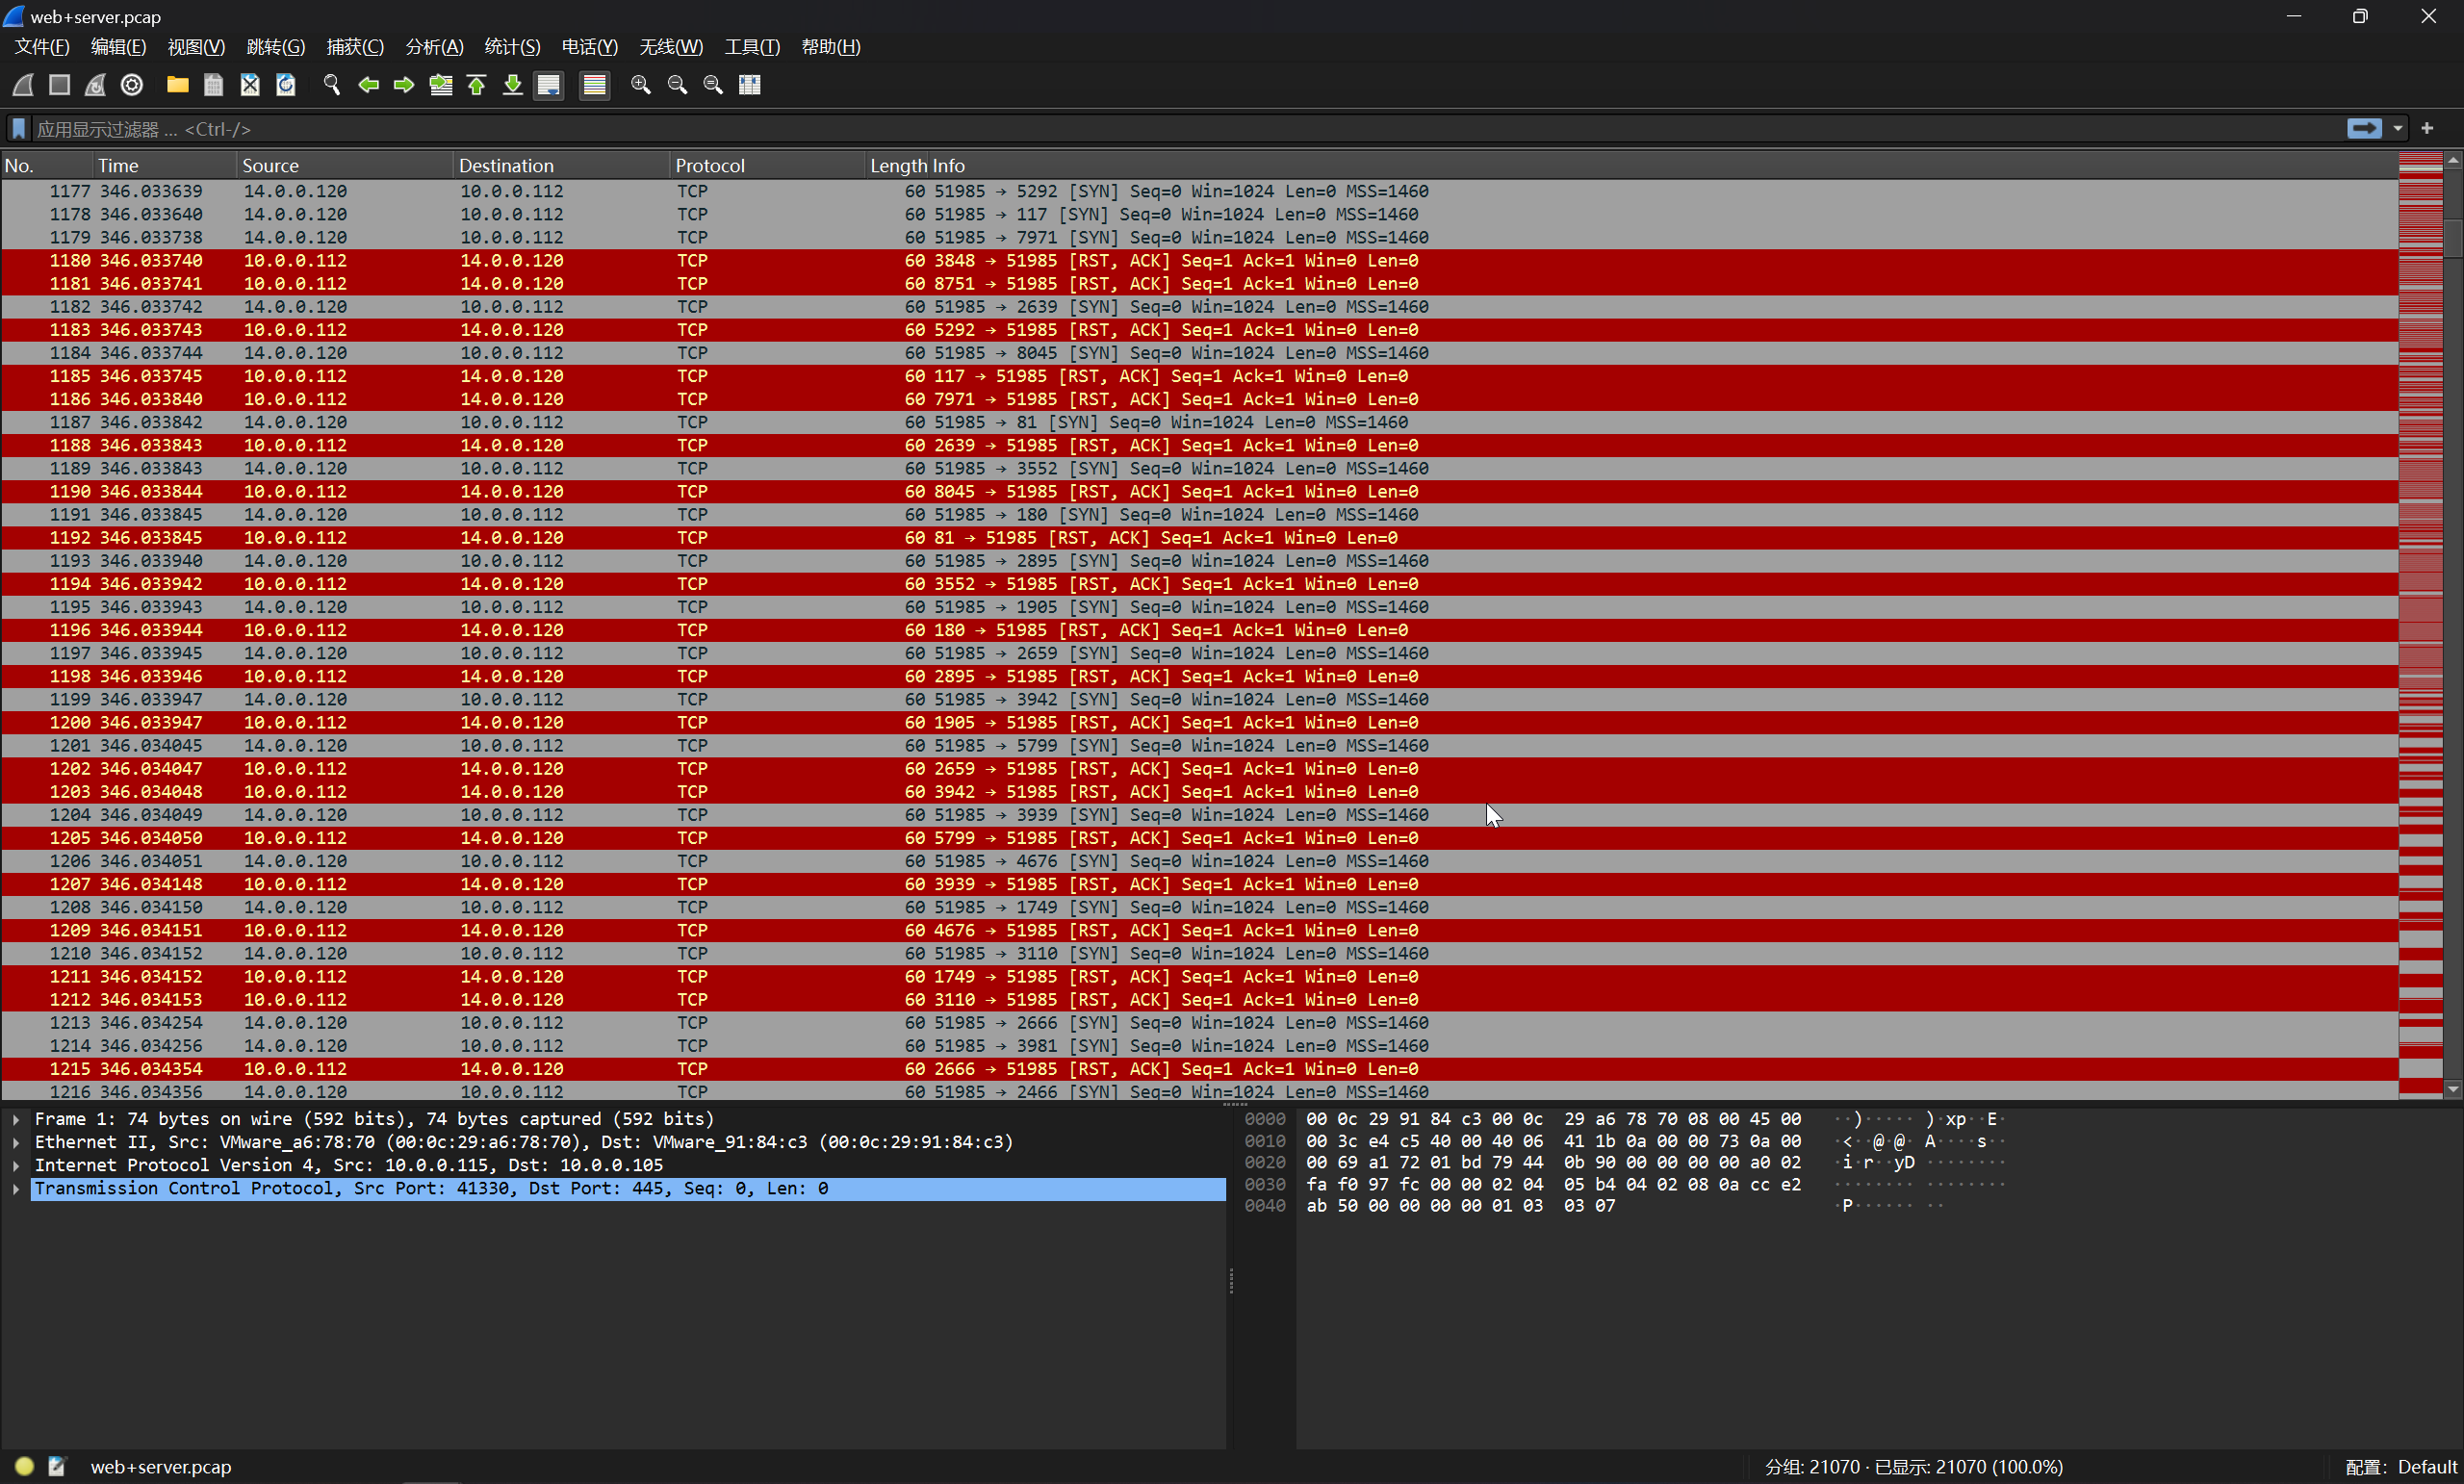 web+server.pcap
文件(F) 编辑(E) 视图(V) 跳转(G) 捕获(C) 分析(A) 统计(S) 电话(Y) 无线(W) 工具(T) 帮助(H)
应用显示过滤器 … <Ctrl-/>
No. Time Source Destination Protocol Length Info
1177 346.033639 14.0.0.120 10.0.0.112 TCP 60 51985 → 5292 [SYN] Seq=0 Win=1024 Len=0 MSS=1460
1178 346.033640 14.0.0.120 10.0.0.112 TCP 60 51985 → 117 [SYN] Seq=0 Win=1024 Len=0 MSS=1460
1179 346.033738 14.0.0.120 10.0.0.112 TCP 60 51985 → 7971 [SYN] Seq=0 Win=1024 Len=0 MSS=1460
1180 346.033740 10.0.0.112 14.0.0.120 TCP 60 3848 → 51985 [RST, ACK] Seq=1 Ack=1 Win=0 Len=0
1181 346.033741 10.0.0.112 14.0.0.120 TCP 60 8751 → 51985 [RST, ACK] Seq=1 Ack=1 Win=0 Len=0
1182 346.033742 14.0.0.120 10.0.0.112 TCP 60 51985 → 2639 [SYN] Seq=0 Win=1024 Len=0 MSS=1460
1183 346.033743 10.0.0.112 14.0.0.120 TCP 60 5292 → 51985 [RST, ACK] Seq=1 Ack=1 Win=0 Len=0
1184 346.033744 14.0.0.120 10.0.0.112 TCP 60 51985 → 8045 [SYN] Seq=0 Win=1024 Len=0 MSS=1460
1185 346.033745 10.0.0.112 14.0.0.120 TCP 60 117 → 51985 [RST, ACK] Seq=1 Ack=1 Win=0 Len=0
1186 346.033840 10.0.0.112 14.0.0.120 TCP 60 7971 → 51985 [RST, ACK] Seq=1 Ack=1 Win=0 Len=0
1187 346.033842 14.0.0.120 10.0.0.112 TCP 60 51985 → 81 [SYN] Seq=0 Win=1024 Len=0 MSS=1460
1188 346.033843 10.0.0.112 14.0.0.120 TCP 60 2639 → 51985 [RST, ACK] Seq=1 Ack=1 Win=0 Len=0
1189 346.033843 14.0.0.120 10.0.0.112 TCP 60 51985 → 3552 [SYN] Seq=0 Win=1024 Len=0 MSS=1460
1190 346.033844 10.0.0.112 14.0.0.120 TCP 60 8045 → 51985 [RST, ACK] Seq=1 Ack=1 Win=0 Len=0
1191 346.033845 14.0.0.120 10.0.0.112 TCP 60 51985 → 180 [SYN] Seq=0 Win=1024 Len=0 MSS=1460
1192 346.033845 10.0.0.112 14.0.0.120 TCP 60 81 → 51985 [RST, ACK] Seq=1 Ack=1 Win=0 Len=0
1193 346.033940 14.0.0.120 10.0.0.112 TCP 60 51985 → 2895 [SYN] Seq=0 Win=1024 Len=0 MSS=1460
1194 346.033942 10.0.0.112 14.0.0.120 TCP 60 3552 → 51985 [RST, ACK] Seq=1 Ack=1 Win=0 Len=0
1195 346.033943 14.0.0.120 10.0.0.112 TCP 60 51985 → 1905 [SYN] Seq=0 Win=1024 Len=0 MSS=1460
1196 346.033944 10.0.0.112 14.0.0.120 TCP 60 180 → 51985 [RST, ACK] Seq=1 Ack=1 Win=0 Len=0
1197 346.033945 14.0.0.120 10.0.0.112 TCP 60 51985 → 2659 [SYN] Seq=0 Win=1024 Len=0 MSS=1460
1198 346.033946 10.0.0.112 14.0.0.120 TCP 60 2895 → 51985 [RST, ACK] Seq=1 Ack=1 Win=0 Len=0
1199 346.033947 14.0.0.120 10.0.0.112 TCP 60 51985 → 3942 [SYN] Seq=0 Win=1024 Len=0 MSS=1460
1200 346.033947 10.0.0.112 14.0.0.120 TCP 60 1905 → 51985 [RST, ACK] Seq=1 Ack=1 Win=0 Len=0
1201 346.034045 14.0.0.120 10.0.0.112 TCP 60 51985 → 5799 [SYN] Seq=0 Win=1024 Len=0 MSS=1460
1202 346.034047 10.0.0.112 14.0.0.120 TCP 60 2659 → 51985 [RST, ACK] Seq=1 Ack=1 Win=0 Len=0
1203 346.034048 10.0.0.112 14.0.0.120 TCP 60 3942 → 51985 [RST, ACK] Seq=1 Ack=1 Win=0 Len=0
1204 346.034049 14.0.0.120 10.0.0.112 TCP 60 51985 → 3939 [SYN] Seq=0 Win=1024 Len=0 MSS=1460
1205 346.034050 10.0.0.112 14.0.0.120 TCP 60 5799 → 51985 [RST, ACK] Seq=1 Ack=1 Win=0 Len=0
1206 346.034051 14.0.0.120 10.0.0.112 TCP 60 51985 → 4676 [SYN] Seq=0 Win=1024 Len=0 MSS=1460
1207 346.034148 10.0.0.112 14.0.0.120 TCP 60 3939 → 51985 [RST, ACK] Seq=1 Ack=1 Win=0 Len=0
1208 346.034150 14.0.0.120 10.0.0.112 TCP 60 51985 → 1749 [SYN] Seq=0 Win=1024 Len=0 MSS=1460
1209 346.034151 10.0.0.112 14.0.0.120 TCP 60 4676 → 51985 [RST, ACK] Seq=1 Ack=1 Win=0 Len=0
1210 346.034152 14.0.0.120 10.0.0.112 TCP 60 51985 → 3110 [SYN] Seq=0 Win=1024 Len=0 MSS=1460
1211 346.034152 10.0.0.112 14.0.0.120 TCP 60 1749 → 51985 [RST, ACK] Seq=1 Ack=1 Win=0 Len=0
1212 346.034153 10.0.0.112 14.0.0.120 TCP 60 3110 → 51985 [RST, ACK] Seq=1 Ack=1 Win=0 Len=0
1213 346.034254 14.0.0.120 10.0.0.112 TCP 60 51985 → 2666 [SYN] Seq=0 Win=1024 Len=0 MSS=1460
1214 346.034256 14.0.0.120 10.0.0.112 TCP 60 51985 → 3981 [SYN] Seq=0 Win=1024 Len=0 MSS=1460
1215 346.034354 10.0.0.112 14.0.0.120 TCP 60 2666 → 51985 [RST, ACK] Seq=1 Ack=1 Win=0 Len=0
1216 346.034356 14.0.0.120 10.0.0.112 TCP 60 51985 → 2466 [SYN] Seq=0 Win=1024 Len=0 MSS=1460
Frame 1: 74 bytes on wire (592 bits), 74 bytes captured (592 bits)
Ethernet II, Src: VMware_a6:78:70 (00:0c:29:a6:78:70), Dst: VMware_91:84:c3 (00:0c:29:91:84:c3)
Internet Protocol Version 4, Src: 10.0.0.115, Dst: 10.0.0.105
Transmission Control Protocol, Src Port: 41330, Dst Port: 445, Seq: 0, Len: 0
0000 00 0c 29 91 84 c3 00 0c 29 a6 78 70 08 00 45 00 ··)····· )·xp··E·
0010 00 3c e4 c5 40 00 40 06 41 1b 0a 00 00 73 0a 00 ·<··@·@· A····s··
0020 00 69 a1 72 01 bd 79 44 0b 90 00 00 00 00 a0 02 ·i·r··yD ········
0030 fa f0 97 fc 00 00 02 04 05 b4 04 02 08 0a cc e2 ········ ········
0040 ab 50 00 00 00 00 01 03 03 07 ·P······ ··
web+server.pcap
分组: 21070 · 已显示: 21070 (100.0%)
配置: Default